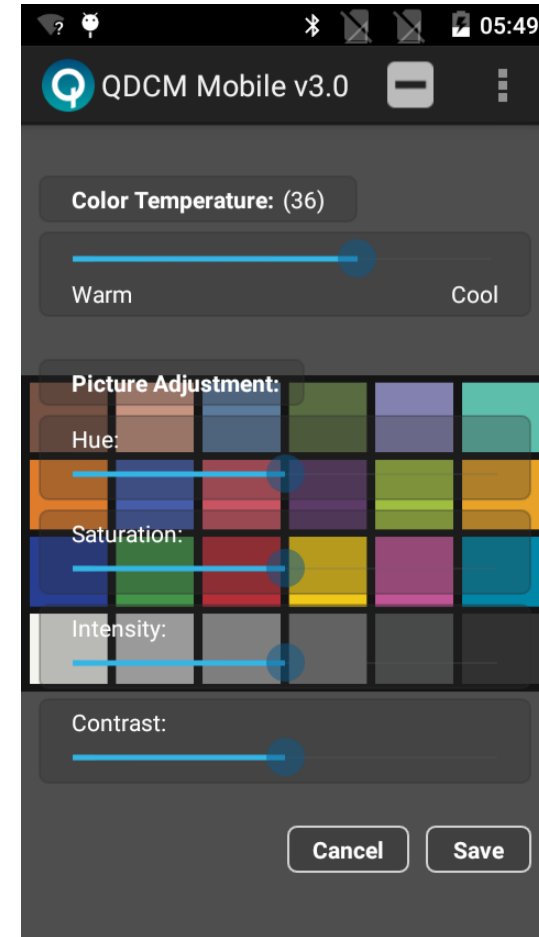 ?
05:49
QDCM Mobile v3.0
Color Temperature: (36)
Warm Cool
Picture Adjustment:
Hue:
Saturation:
Intensity:
Contrast:
Cancel Save